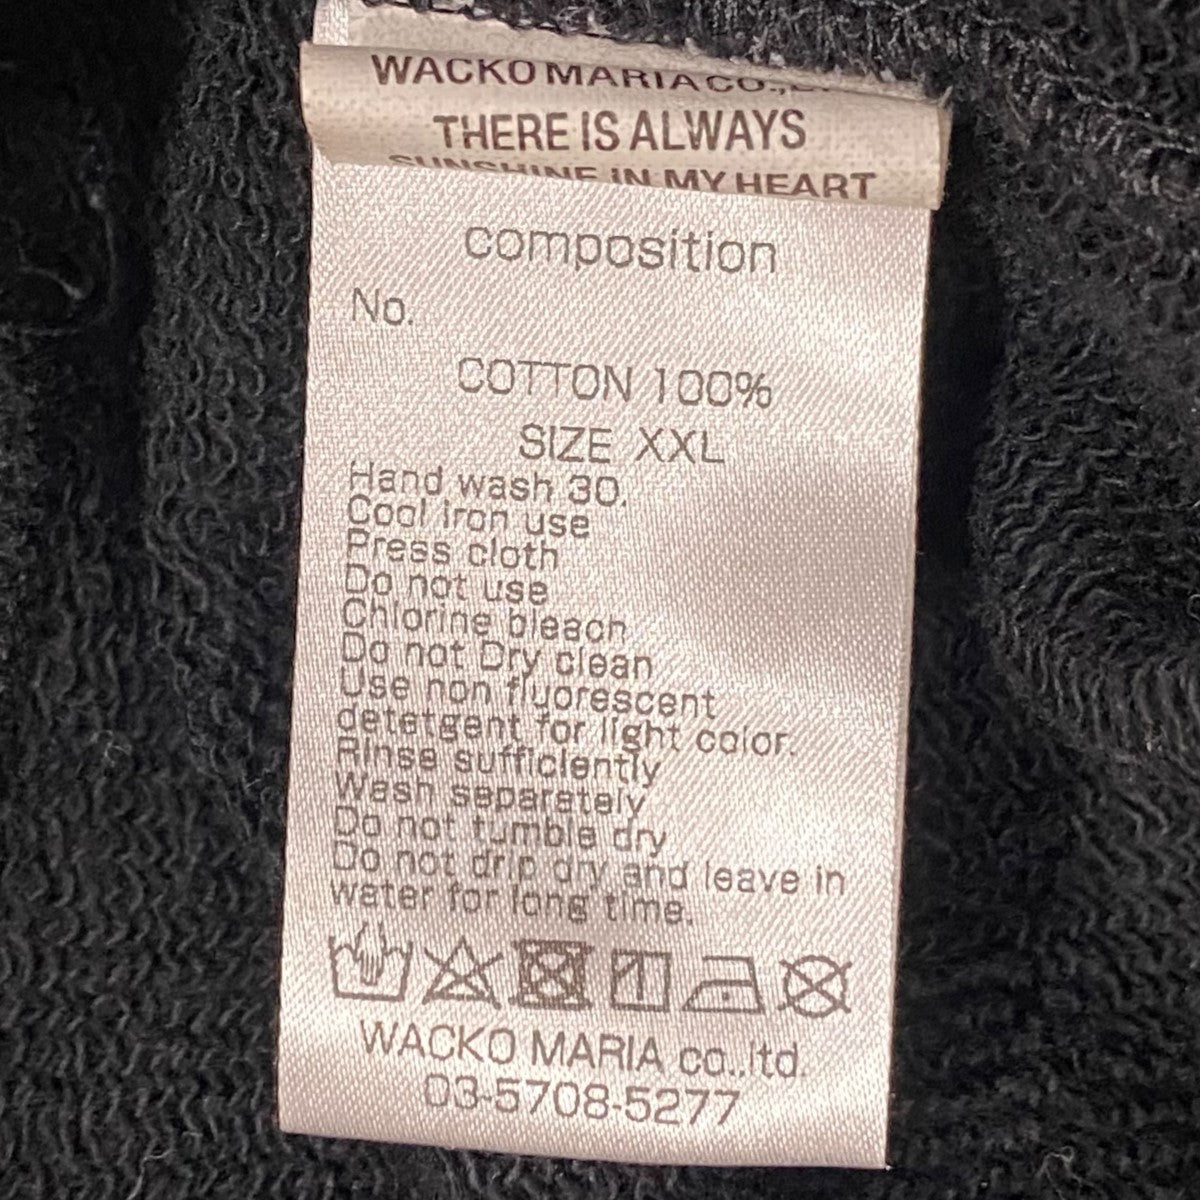 WACKO MARIA CO.,
THERE IS ALWAYS
SUNSHINE IN MY HEART
composition
No.
COTTON 100%
SIZE XXL
Hand wash 30.
Cool iron use
Press cloth
Do not use
Chlorine bleach
Do not Dry clean
Use non fluorescent
detetgent for light color.
Rinse sufficiently
Wash separately
Do not tumble dry
Do not drip dry and leave in
water for long time.
WACKO MARIA co.,ltd.
03-5708-5277